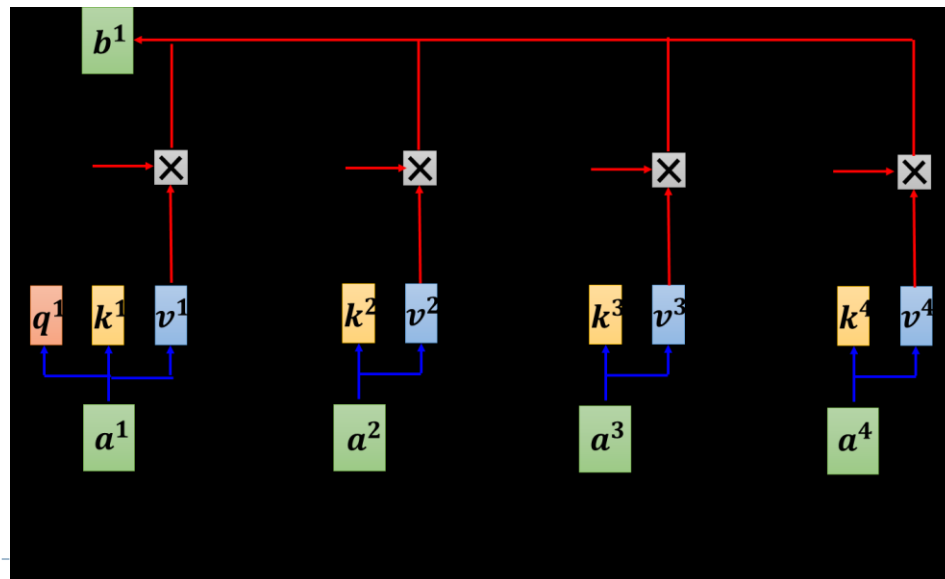 b¹
× × × ×
q¹ k¹ v¹ k² v² k³ v³ k⁴ v⁴
a¹ a² a³ a⁴